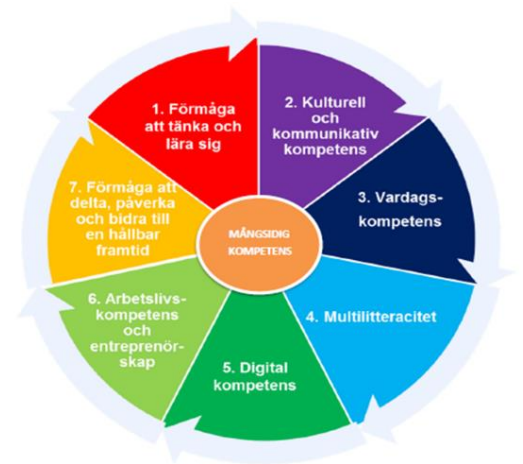 1. Förmåga
att tänka och
lära sig
2. Kulturell
och
kommunikativ
kompetens
3. Vardags-
kompetens
4. Multilitteracitet
5. Digital
kompetens
6. Arbetslivs-
kompetens
och
entreprenör-
skap
7. Förmåga att
delta, påverka
och bidra till
en hållbar
framtid
MÅNGSIDIG
KOMPETENS